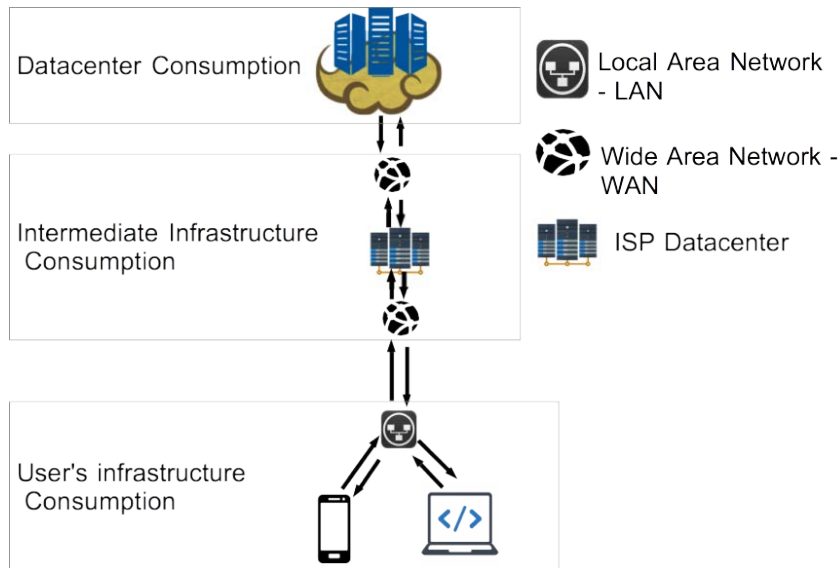 Datacenter Consumption
Local Area Network
- LAN
Wide Area Network -
WAN
Intermediate Infrastructure
Consumption
ISP Datacenter
User's infrastructure
Consumption
</>